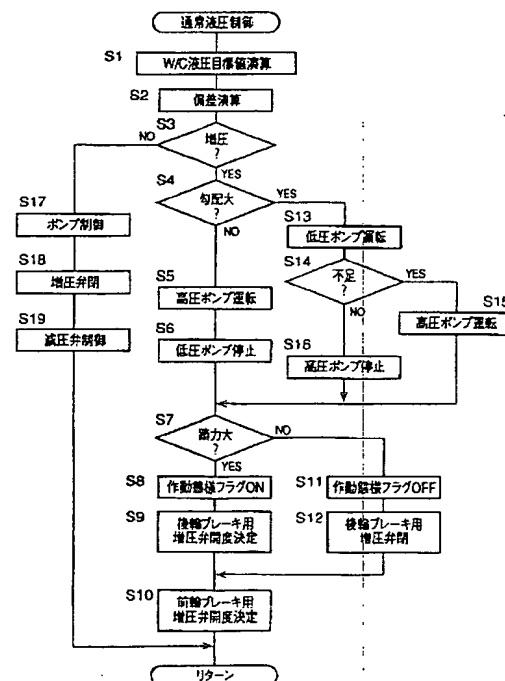 通常液圧制御
S1
W/C液圧目標値演算
S2
偏差演算
S3
増圧
?
NO
YES
S4
勾配大
?
YES
NO
S13
低圧ポンプ運転
S14
不足
?
YES
NO
S15
高圧ポンプ運転
S16
高圧ポンプ停止
S17
ポンプ制御
S18
増圧弁閉
S19
減圧弁制御
S5
高圧ポンプ運転
S6
低圧ポンプ停止
S7
踏力大
?
NO
YES
S8
作動態様フラグON
S9
後輪ブレーキ用
増圧弁開度決定
S11
作動態様フラグOFF
S12
後輪ブレーキ用
増圧弁閉
S10
前輪ブレーキ用
増圧弁開度決定
リターン